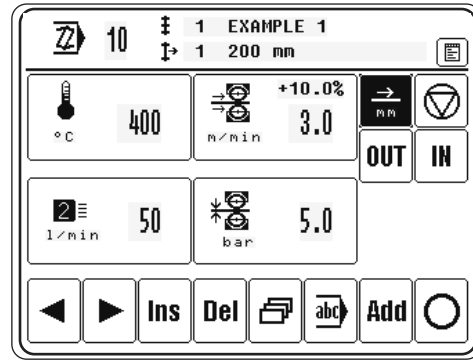 10
1 EXAMPLE 1
1 200 mm
°C
400
m/min
+10.0%
3.0
mm
OUT IN
2
l/min
50
bar
5.0
Ins Del abc Add